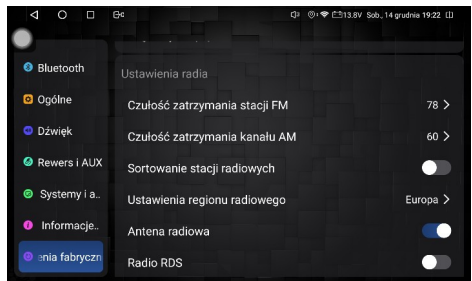 13.8V Sob., 14 grudnia 19:22
Bluetooth
Ogólne
Dźwięk
Rewers i AUX
Systemy i a..
Informacje..
enia fabryczn
Ustawienia radia
Czułość zatrzymania stacji FM 78 >
Czułość zatrzymania kanału AM 60 >
Sortowanie stacji radiowych
Ustawienia regionu radiowego Europa >
Antena radiowa
Radio RDS